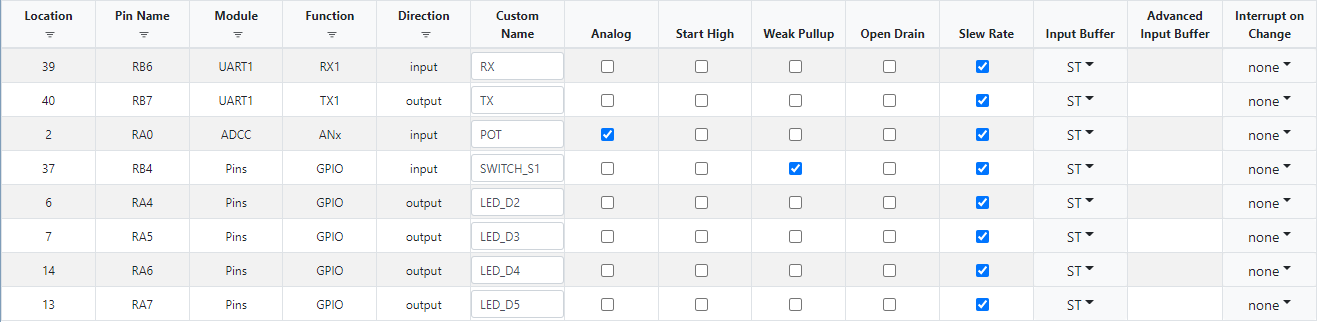 Location Pin Name Module Function Direction Custom Name Analog Start High Weak Pullup Open Drain Slew Rate Input Buffer Advanced Input Buffer Interrupt on Change
39 RB6 UART1 RX1 input RX ST none
40 RB7 UART1 TX1 output TX ST none
2 RA0 ADCC ANx input POT ST none
37 RB4 Pins GPIO input SWITCH_S1 ST none
6 RA4 Pins GPIO output LED_D2 ST none
7 RA5 Pins GPIO output LED_D3 ST none
14 RA6 Pins GPIO output LED_D4 ST none
13 RA7 Pins GPIO output LED_D5 ST none